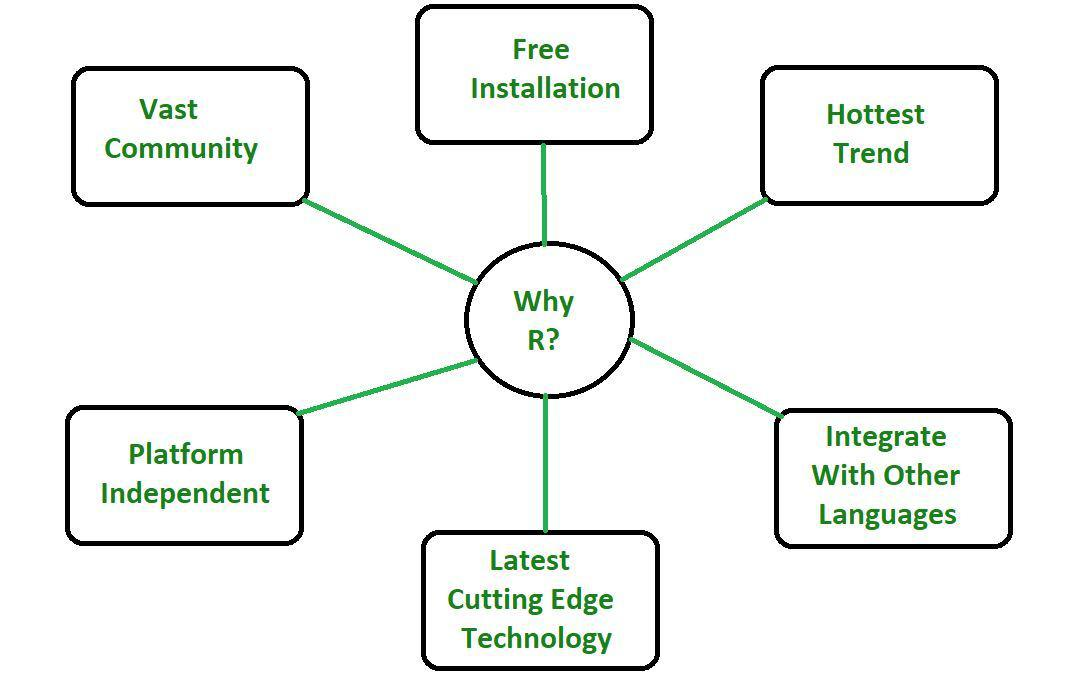 Free
Installation
Vast
Community
Hottest
Trend
Why
R?
Platform
Independent
Integrate
With Other
Languages
Latest
Cutting Edge
Technology